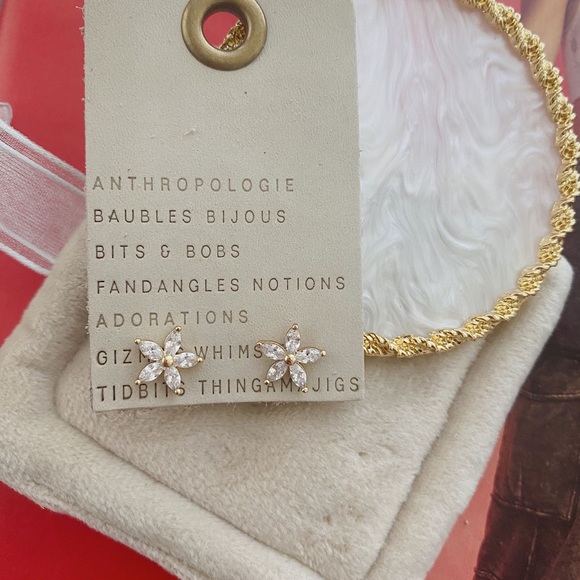 ANTHROPOLOGIE
BAUBLES BIJOUS
BITS & BOBS
FANDANGLES NOTIONS
ADORATIONS
WHIMS
TIDBITS THINGAMAJIGS